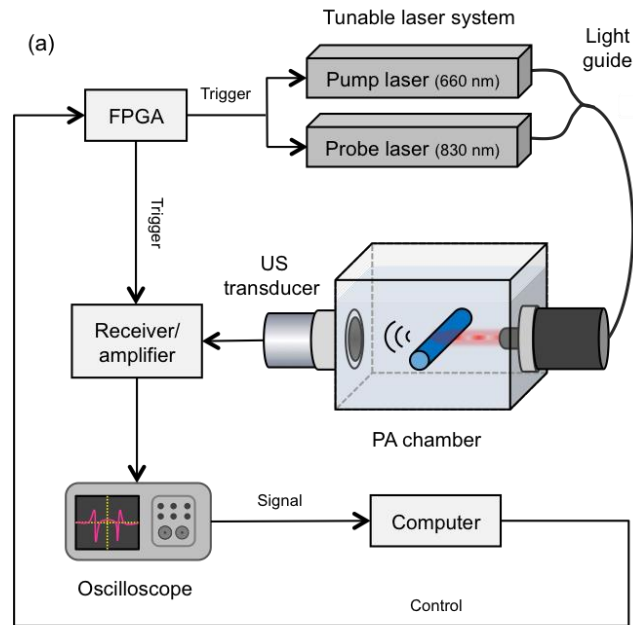 (a)
Tunable laser system
Light
guide
Pump laser (660 nm)
Trigger
FPGA
Probe laser (830 nm)
Trigger
US
transducer
Receiver/
amplifier
PA chamber
Signal
Computer
Oscilloscope
Control